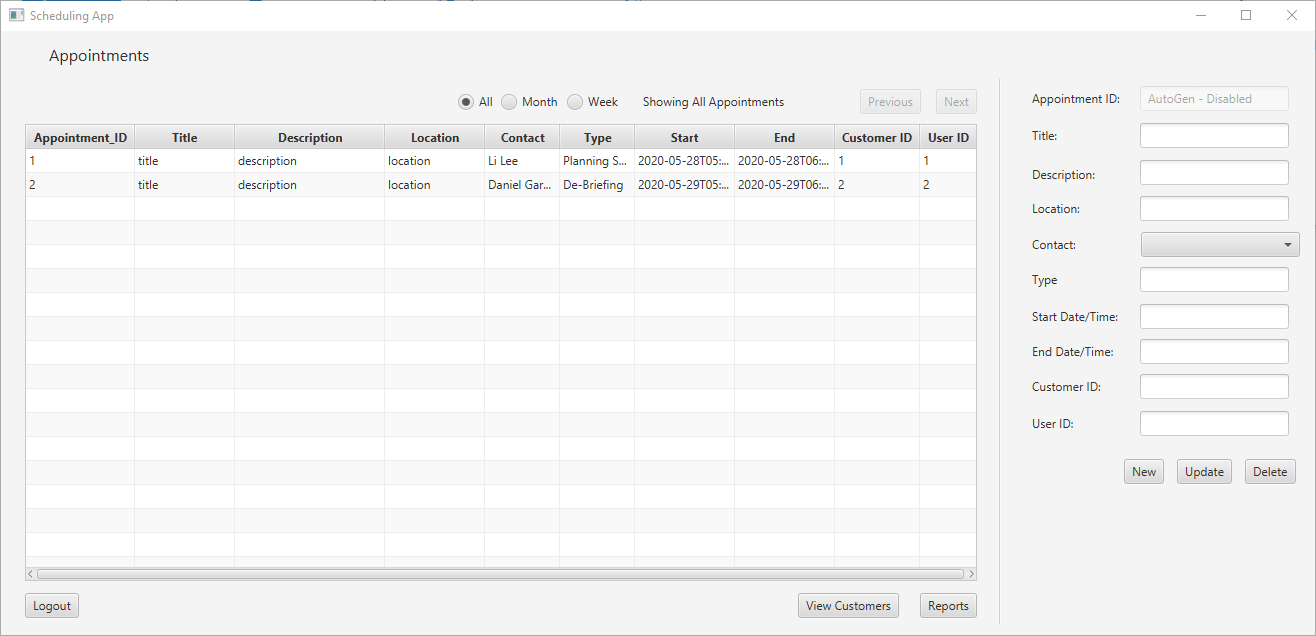 Scheduling App
Appointments
All Month Week Showing All Appointments Previous Next
Appointment_ID Title Description Location Contact Type Start End Customer ID User ID
1 title description location Li Lee Planning S... 2020-05-28T05:... 2020-05-28T06:... 1 1
2 title description location Daniel Gar... De-Briefing 2020-05-29T05:... 2020-05-29T06:... 2 2
Logout View Customers Reports
Appointment ID: AutoGen - Disabled
Title:
Description:
Location:
Contact:
Type
Start Date/Time:
End Date/Time:
Customer ID:
User ID:
New Update Delete